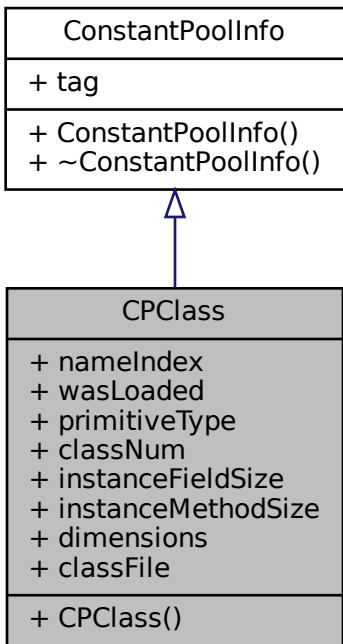 ConstantPoolInfo
+ tag
+ ConstantPoolInfo()
+ ~ConstantPoolInfo()
CPClass
+ nameIndex
+ wasLoaded
+ primitiveType
+ classNum
+ instanceFieldSize
+ instanceMethodSize
+ dimensions
+ classFile
+ CPClass()